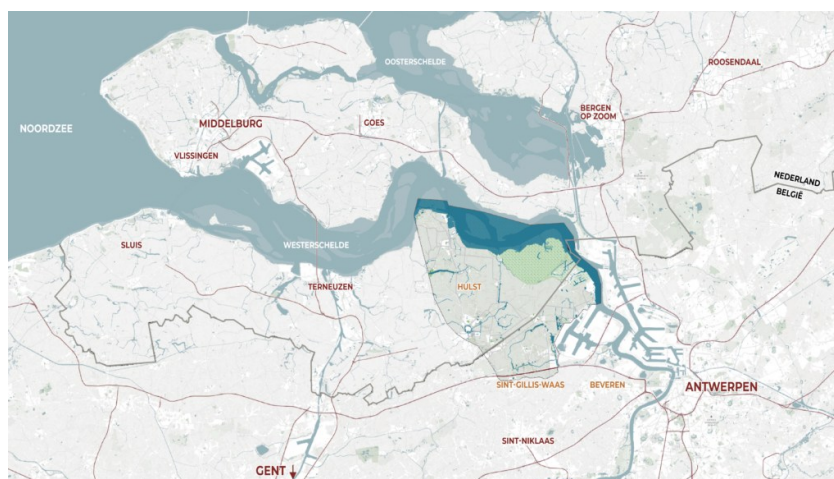 OOSTERSCHELDE
ROOSENDAAL
BERGEN
OP ZOOM
NOORDZEE
MIDDELBURG
GOES
VLISSINGEN
NEDERLAND
BELGIË
SLUIS
WESTERSCHELDE
TERNEUZEN
HULST
SINT-GILLIS-WAAS
BEVEREN
ANTWERPEN
SINT-NIKLAAS
GENT